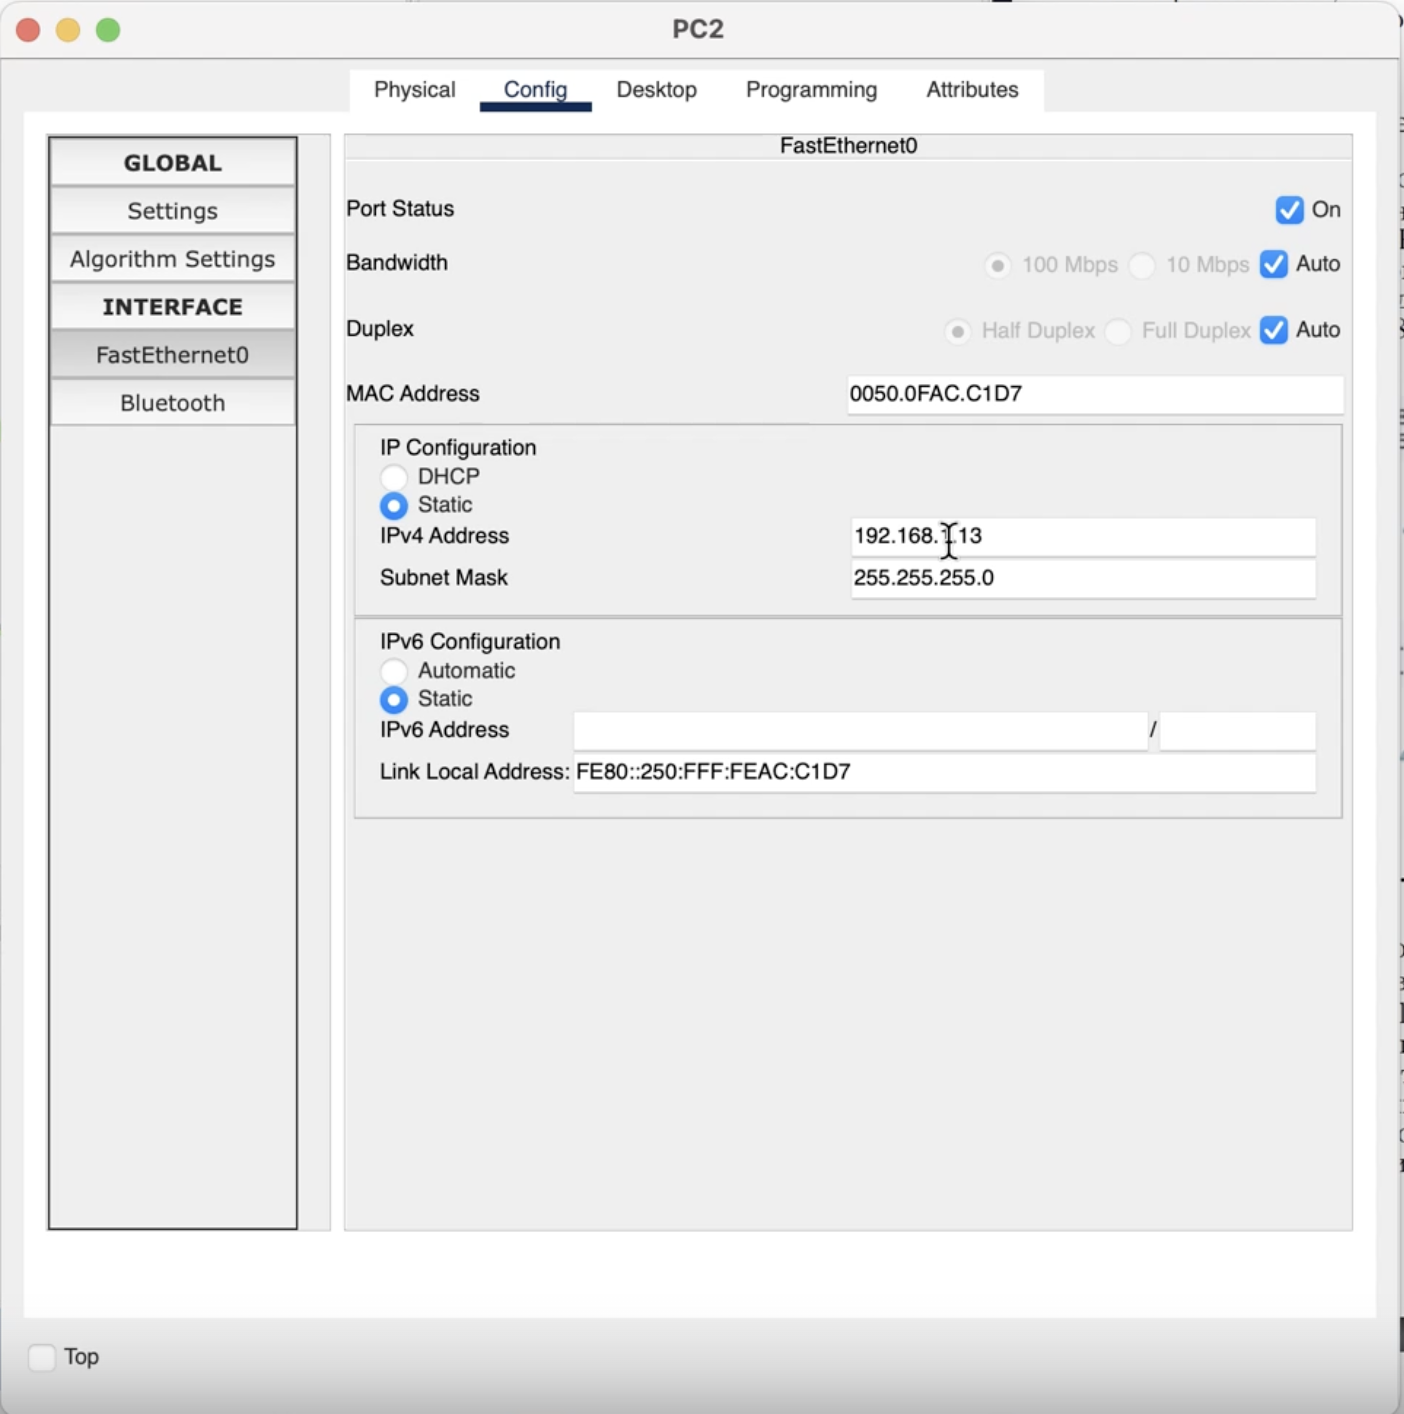 PC2
Physical Config Desktop Programming Attributes
GLOBAL
Settings
Algorithm Settings
INTERFACE
FastEthernet0
Bluetooth
FastEthernet0
Port Status On
Bandwidth 100 Mbps 10 Mbps Auto
Duplex Half Duplex Full Duplex Auto
MAC Address 0050.0FAC.C1D7
IP Configuration
DHCP
Static
IPv4 Address 192.168.1.13
Subnet Mask 255.255.255.0
IPv6 Configuration
Automatic
Static
IPv6 Address /
Link Local Address: FE80::250:FFF:FEAC:C1D7
Top